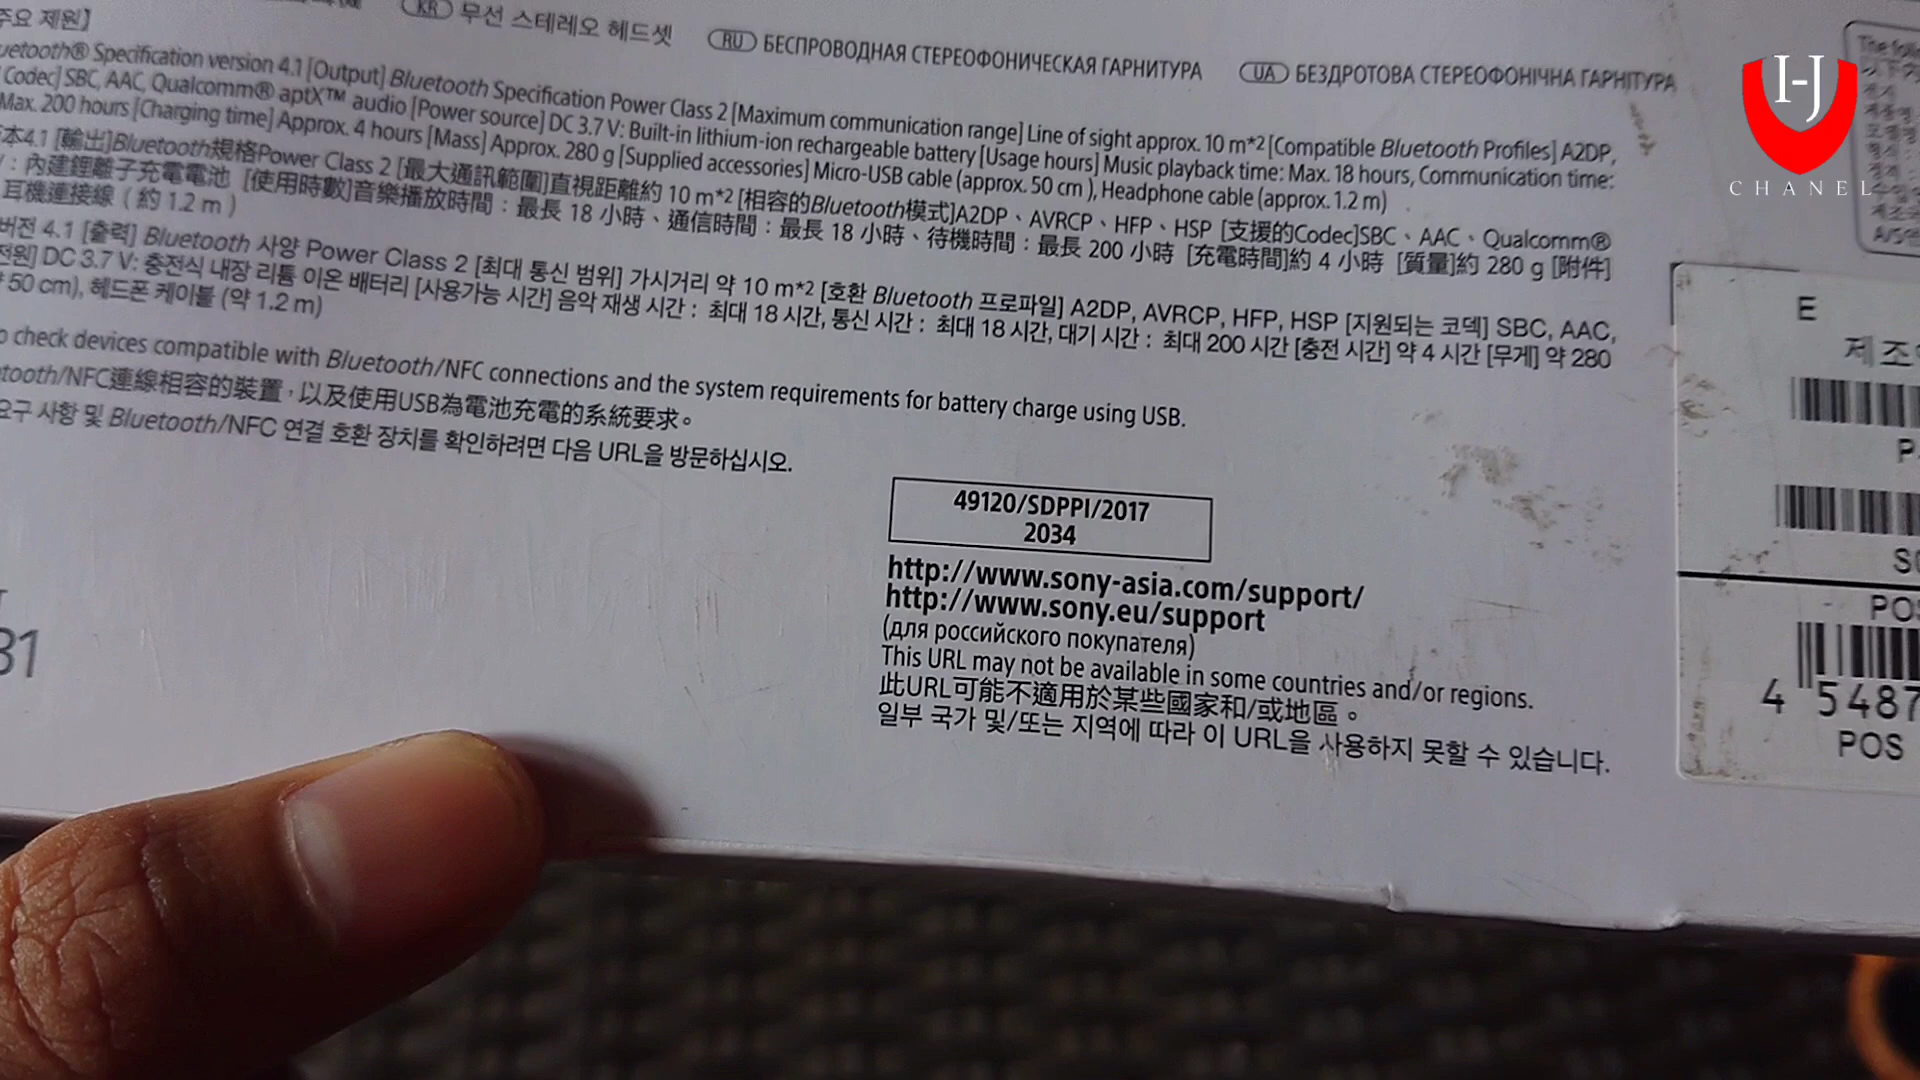 주요 제원】
KR 무선 스테레오 헤드셋
RU БЕСПРОВОДНАЯ СТЕРЕОФОНИЧЕСКАЯ ГАРНИТУРА
UA БЕЗДРОТОВА СТЕРЕОФОНІЧНА ГАРНІТУРА
uetooth® Specification version 4.1 [Output] Bluetooth Specification Power Class 2 [Maximum communication range] Line of sight approx. 10 m*2 [Compatible Bluetooth Profiles] A2DP,
Codec] SBC, AAC, Qualcomm® aptX™ audio [Power source] DC 3.7 V: Built-in lithium-ion rechargeable battery [Usage hours] Music playback time: Max. 18 hours, Communication time:
Max. 200 hours [Charging time] Approx. 4 hours [Mass] Approx. 280 g [Supplied accessories] Micro-USB cable (approx. 50 cm ), Headphone cable (approx. 1.2 m)
本4.1 [輸出]Bluetooth規格Power Class 2 [最大通訊範圍]直視距離約 10 m*2 [相容的Bluetooth模式]A2DP、AVRCP、HFP、HSP [支援的Codec]SBC、AAC、Qualcomm®
：內建鋰離子充電電池 [使用時數]音樂播放時間：最長 18 小時、通信時間：最長 18 小時、待機時間：最長 200 小時 [充電時間]約 4 小時 [質量]約 280 g [附件]
耳機連接線（約 1.2 m）
버전 4.1 [출력] Bluetooth 사양 Power Class 2 [최대 통신 범위] 가시거리 약 10 m*2 [호환 Bluetooth 프로파일] A2DP, AVRCP, HFP, HSP [지원되는 코덱] SBC, AAC,
전원] DC 3.7 V: 충전식 내장 리튬 이온 배터리 [사용가능 시간] 음악 재생 시간 : 최대 18 시간, 통신 시간 : 최대 18 시간, 대기 시간 : 최대 200 시간 [충전 시간] 약 4 시간 [무게] 약 280
50 cm), 헤드폰 케이블 (약 1.2 m)
o check devices compatible with Bluetooth/NFC connections and the system requirements for battery charge using USB.
tooth/NFC連線相容的裝置，以及使用USB為電池充電的系統要求。
요구 사항 및 Bluetooth/NFC 연결 호환 장치를 확인하려면 다음 URL을 방문하십시오.
49120/SDPPI/2017
2034
http://www.sony-asia.com/support/
http://www.sony.eu/support
(для российского покупателя)
This URL may not be available in some countries and/or regions.
此URL可能不適用於某些國家和/或地區。
일부 국가 및/또는 지역에 따라 이 URL을 사용하지 못할 수 있습니다.
31
E
제조
PO
4 5487
POS
H-J
CHANEL